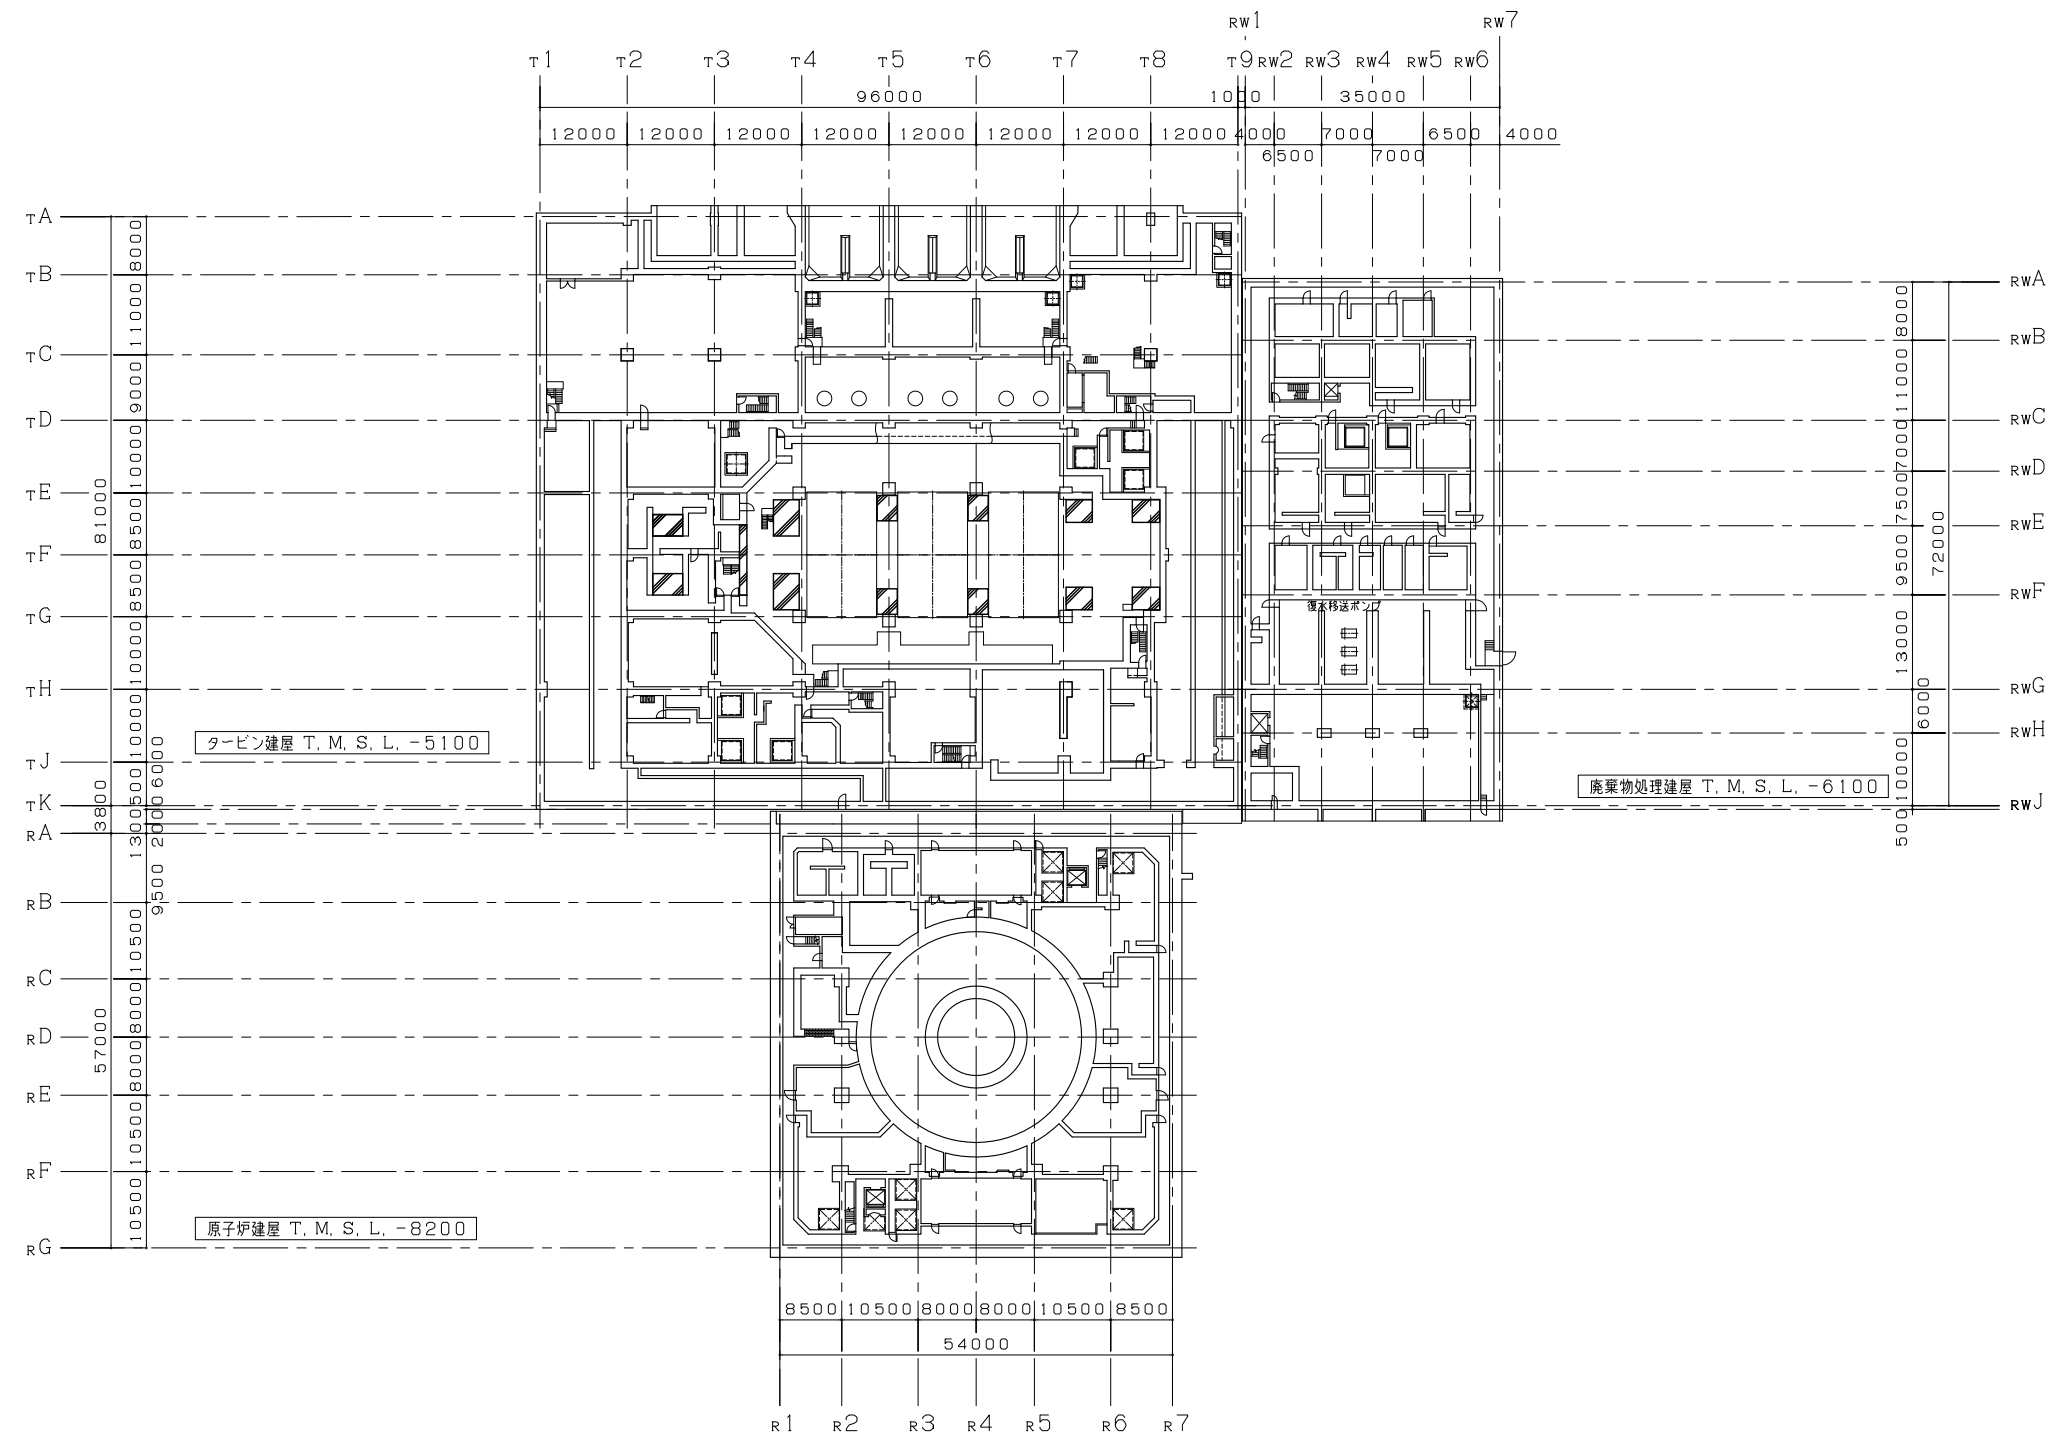 RW1 RW7
T1 T2 T3 T4 T5 T6 T7 T8 T9 RW2 RW3 RW4 RW5 RW6
96000 1000 35000
12000 12000 12000 12000 12000 12000 12000 12000 4000 7000 6500 4000
6500 7000
TA
8000
TB
RWA
11000
8000
TC
RWB
9000
11000
TD
RWC
10000
7000
TE
RWD
81000
8500
7500
TF
RWE
72000
8500
9500
復水移送ポンプ
TG
RWF
10000
13000
TH
RWG
10000
6000
タービン建屋 T.M.S.L.-5100
RWH
TJ
6000
10000
廃棄物処理建屋 T.M.S.L.-6100
TK
RWJ
500
500
3800
1300
2000
RA
9500
RB
10500
RC
8000
RD
57000
8000
RE
10500
RF
10500
原子炉建屋 T.M.S.L.-8200
RG
8500 10500 8000 8000 10500 8500
54000
R1 R2 R3 R4 R5 R6 R7